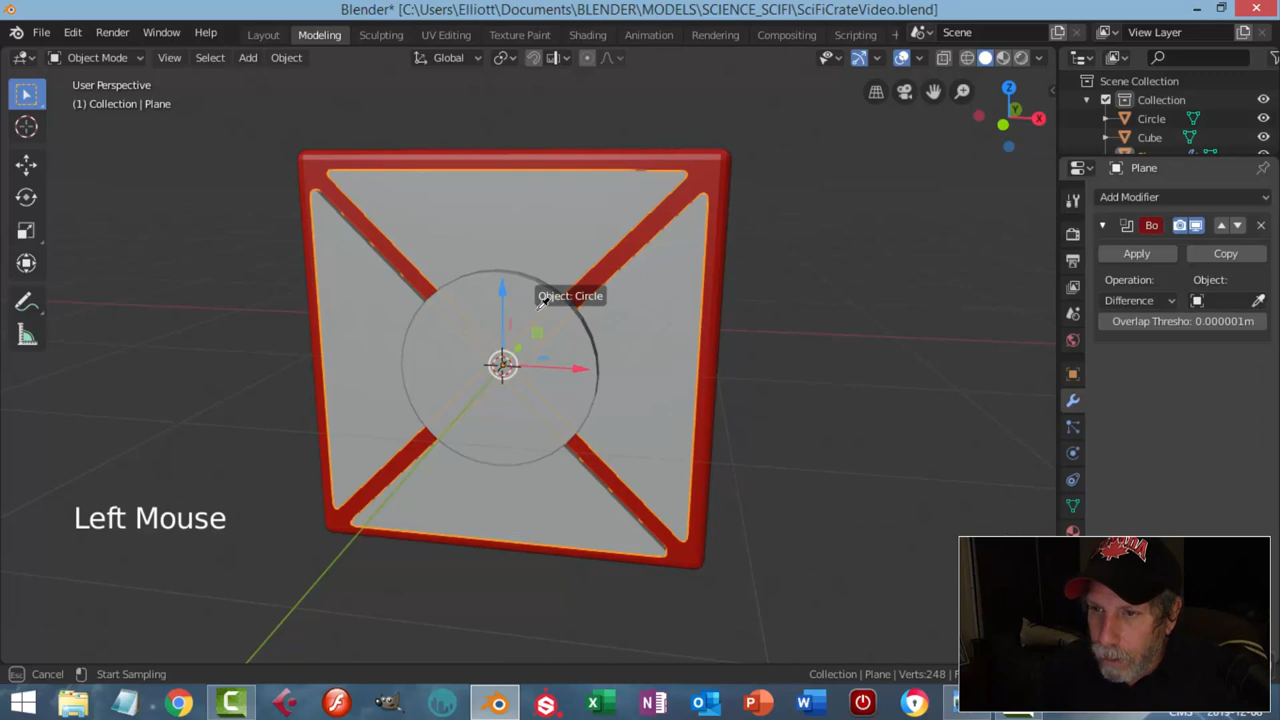 Blender* [C:\Users\Elliott\Documents\BLENDER\MODELS\SCIENCE_SCIFI\SciFiCrateVideo.blend]
File Edit Render Window Help Layout Modeling Sculpting UV Editing Texture Paint Shading Animation Rendering Compositing Scripting + Scene View Layer
Object Mode View Select Add Object Global
User Perspective
(1) Collection | Plane
Z
Y
X
Scene Collection
Collection
Circle
Cube
Plane
Add Modifier
Bo
Apply Copy
Operation: Object:
Difference
Overlap Thresho: 0.000001m
Object: Circle
Left Mouse
Esc Cancel Start Sampling Collection | Plane | Verts:248 | F